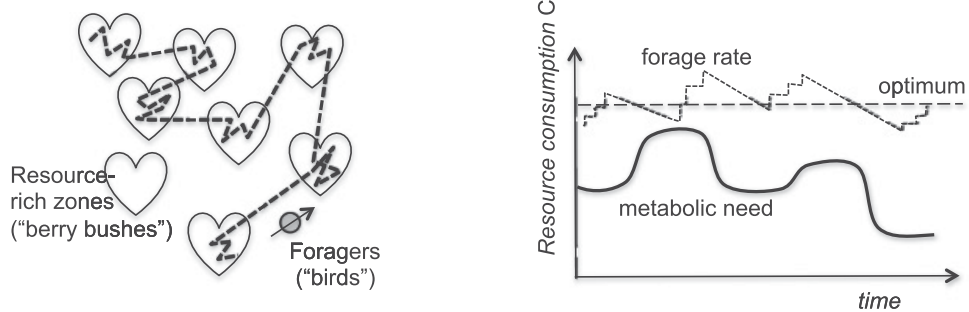 Resource-
rich zones
("berry bushes")
Foragers
("birds")
Resource consumption C
forage rate
optimum
metabolic need
time